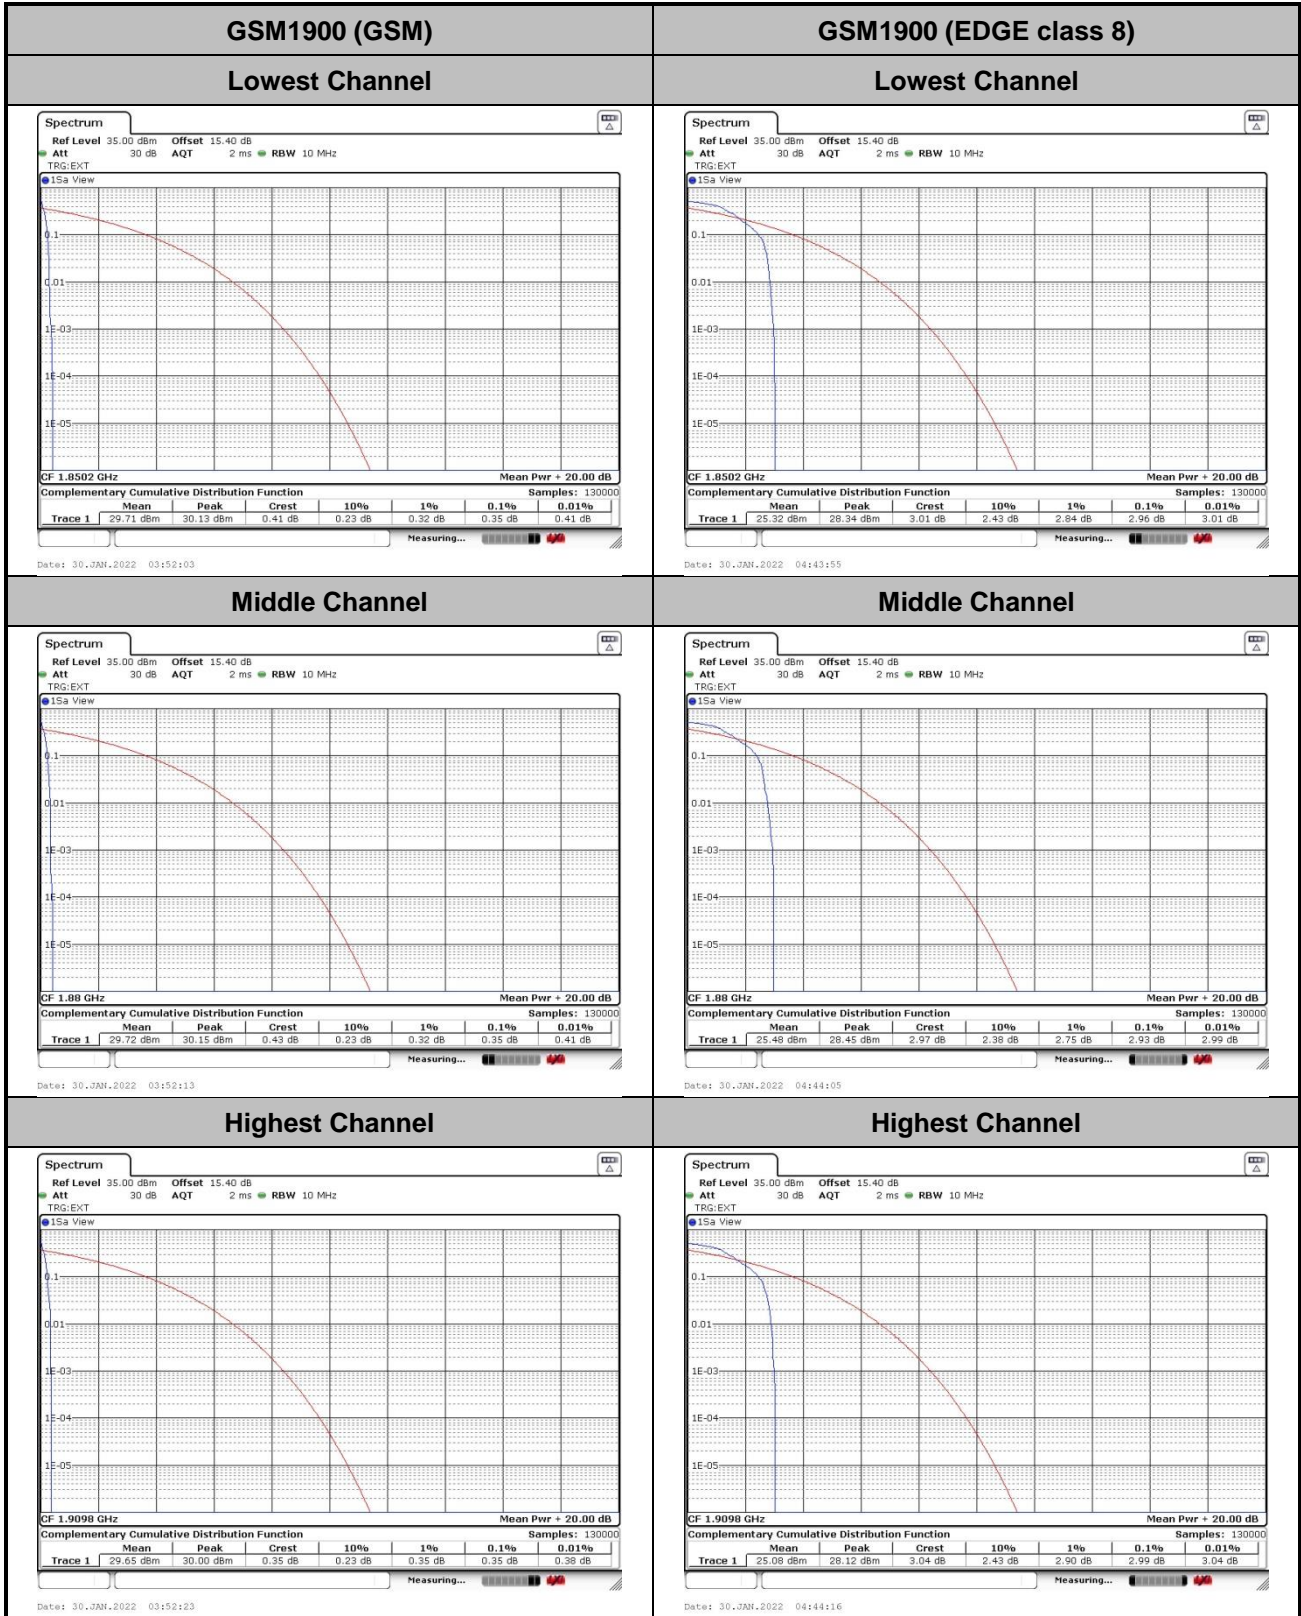 GSM1900 (GSM) GSM1900 (EDGE class 8)
Lowest Channel Lowest Channel
Spectrum
Ref Level 35.00 dBm Offset 15.40 dB
Att 30 dB AQT 2 ms RBW 10 MHz
TRG:EXT
1Sa View
0.1
0.01
1E-03
1E-04
1E-05
CF 1.8502 GHz Mean Pwr + 20.00 dB
Complementary Cumulative Distribution Function Samples: 130000
Mean Peak Crest 10% 1% 0.1% 0.01%
Trace 1 29.71 dBm 30.13 dBm 0.41 dB 0.23 dB 0.32 dB 0.35 dB 0.41 dB
Measuring...
Date: 30.JAN.2022 03:52:03
Spectrum
Ref Level 35.00 dBm Offset 15.40 dB
Att 30 dB AQT 2 ms RBW 10 MHz
TRG:EXT
1Sa View
0.1
0.01
1E-03
1E-04
1E-05
CF 1.8502 GHz Mean Pwr + 20.00 dB
Complementary Cumulative Distribution Function Samples: 130000
Mean Peak Crest 10% 1% 0.1% 0.01%
Trace 1 25.32 dBm 28.34 dBm 3.01 dB 2.43 dB 2.84 dB 2.96 dB 3.01 dB
Measuring...
Date: 30.JAN.2022 04:43:55
Middle Channel Middle Channel
Spectrum
Ref Level 35.00 dBm Offset 15.40 dB
Att 30 dB AQT 2 ms RBW 10 MHz
TRG:EXT
1Sa View
0.1
0.01
1E-03
1E-04
1E-05
CF 1.88 GHz Mean Pwr + 20.00 dB
Complementary Cumulative Distribution Function Samples: 130000
Mean Peak Crest 10% 1% 0.1% 0.01%
Trace 1 29.72 dBm 30.15 dBm 0.43 dB 0.23 dB 0.32 dB 0.35 dB 0.41 dB
Measuring...
Date: 30.JAN.2022 03:52:13
Spectrum
Ref Level 35.00 dBm Offset 15.40 dB
Att 30 dB AQT 2 ms RBW 10 MHz
TRG:EXT
1Sa View
0.1
0.01
1E-03
1E-04
1E-05
CF 1.88 GHz Mean Pwr + 20.00 dB
Complementary Cumulative Distribution Function Samples: 130000
Mean Peak Crest 10% 1% 0.1% 0.01%
Trace 1 25.48 dBm 28.45 dBm 2.97 dB 2.38 dB 2.75 dB 2.93 dB 2.99 dB
Measuring...
Date: 30.JAN.2022 04:44:05
Highest Channel Highest Channel
Spectrum
Ref Level 35.00 dBm Offset 15.40 dB
Att 30 dB AQT 2 ms RBW 10 MHz
TRG:EXT
1Sa View
0.1
0.01
1E-03
1E-04
1E-05
CF 1.9098 GHz Mean Pwr + 20.00 dB
Complementary Cumulative Distribution Function Samples: 130000
Mean Peak Crest 10% 1% 0.1% 0.01%
Trace 1 29.65 dBm 30.00 dBm 0.35 dB 0.23 dB 0.35 dB 0.35 dB 0.38 dB
Measuring...
Date: 30.JAN.2022 03:52:23
Spectrum
Ref Level 35.00 dBm Offset 15.40 dB
Att 30 dB AQT 2 ms RBW 10 MHz
TRG:EXT
1Sa View
0.1
0.01
1E-03
1E-04
1E-05
CF 1.9098 GHz Mean Pwr + 20.00 dB
Complementary Cumulative Distribution Function Samples: 130000
Mean Peak Crest 10% 1% 0.1% 0.01%
Trace 1 25.08 dBm 28.12 dBm 3.04 dB 2.43 dB 2.90 dB 2.99 dB 3.04 dB
Measuring...
Date: 30.JAN.2022 04:44:16